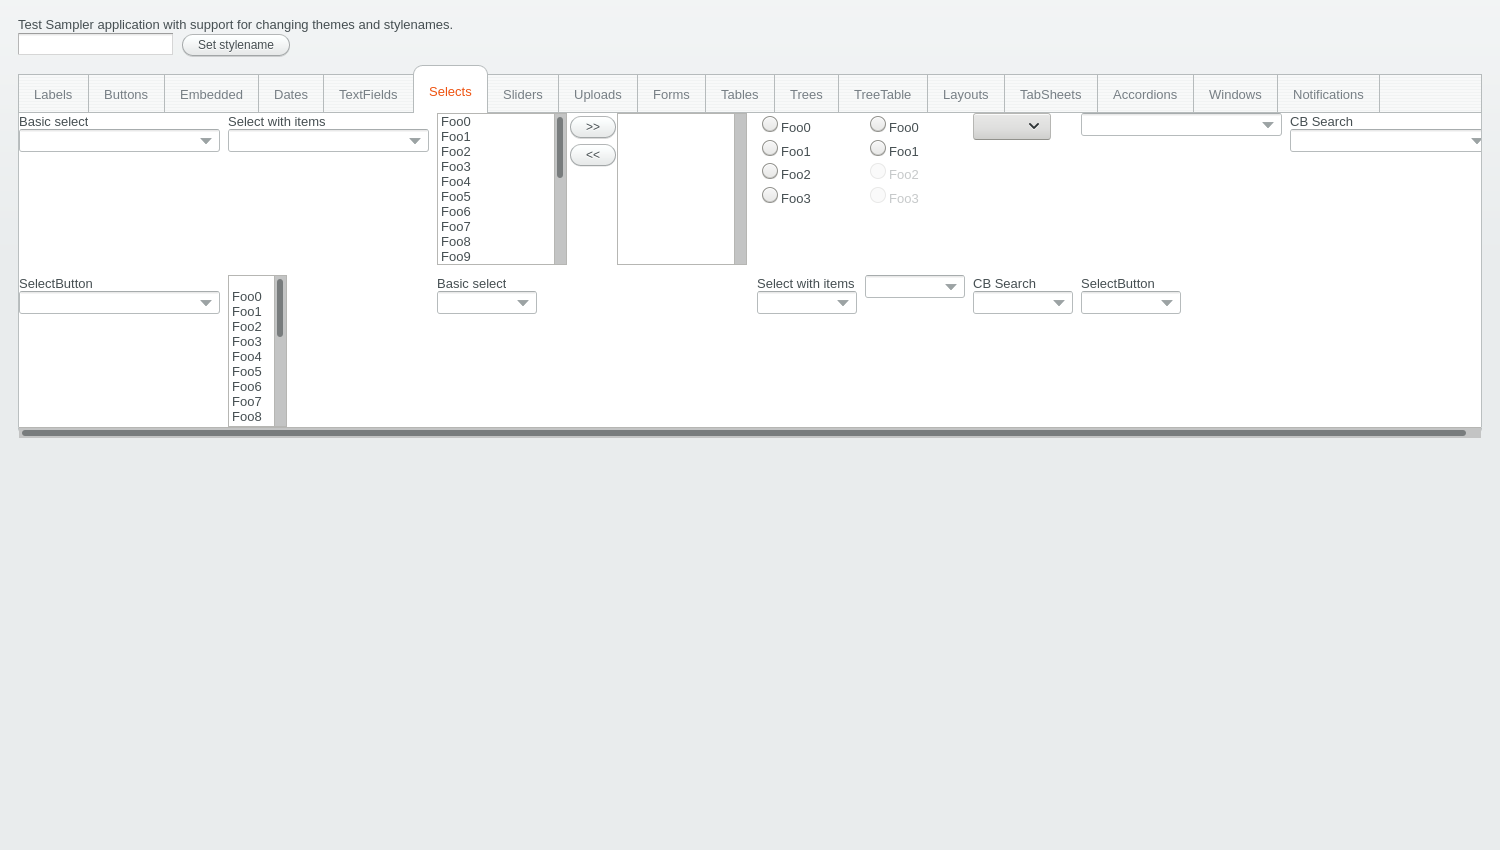 Test Sampler application with support for changing themes and stylenames.
Set stylename
Labels Buttons Embedded Dates TextFields Selects Sliders Uploads Forms Tables Trees TreeTable Layouts TabSheets Accordions Windows Notifications
Basic select
Select with items
Foo0
Foo1
Foo2
Foo3
Foo4
Foo5
Foo6
Foo7
Foo8
Foo9
>>
<<
Foo0
Foo1
Foo2
Foo3
Foo0
Foo1
Foo2
Foo3
CB Search
SelectButton
Foo0
Foo1
Foo2
Foo3
Foo4
Foo5
Foo6
Foo7
Foo8
Basic select
Select with items
CB Search
SelectButton